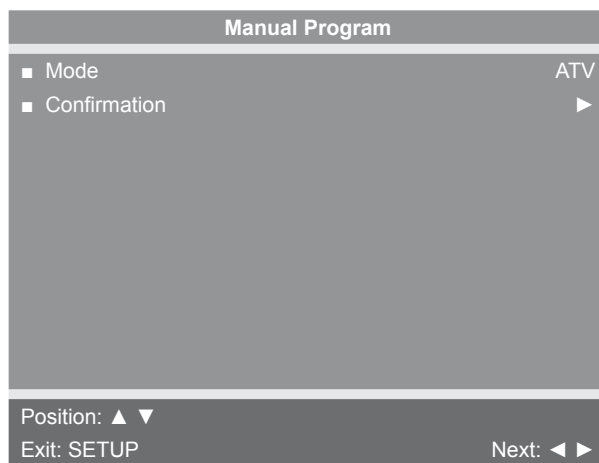 Manual Program
■ Mode ATV
■ Confirmation ►
Position: ▲ ▼
Exit: SETUP Next: ◄ ►